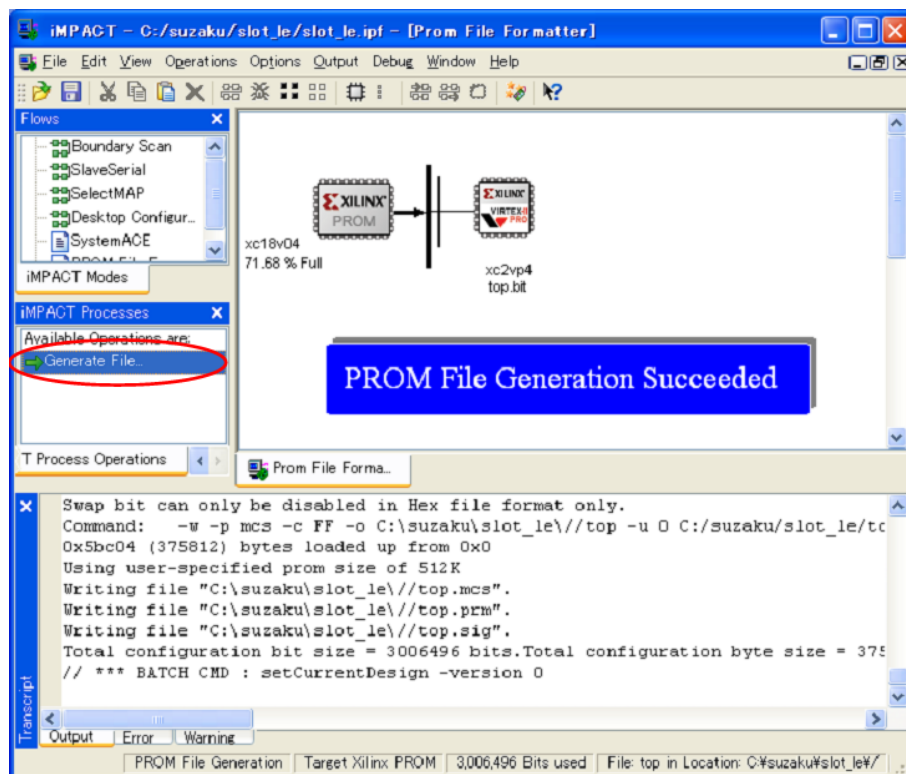 iMPACT - C:/suzaku/slot_le/slot_le.ipf - [Prom File Formatter]
File Edit View Operations Options Output Debug Window Help
Flows
Boundary Scan
SlaveSerial
SelectMAP
Desktop Configur...
SystemACE
iMPACT Modes
iMPACT Processes
Available Operations are:
Generate File...
T Process Operations
XILINX
PROM
xc18v04
71.68 % Full
XILINX
VIRTEX-II
PRO
xc2vp4
top.bit
PROM File Generation Succeeded
Prom File Forma...
Swap bit can only be disabled in Hex file format only.
Command: -w -p mcs -c FF -o C:\suzaku\slot_le\//top -u 0 C:/suzaku/slot_le/to
0x5bc04 (375812) bytes loaded up from 0x0
Using user-specified prom size of 512K
Writing file "C:\suzaku\slot_le\//top.mcs".
Writing file "C:\suzaku\slot_le\//top.prm".
Writing file "C:\suzaku\slot_le\//top.sig".
Total configuration bit size = 3006496 bits.Total configuration byte size = 375
// *** BATCH CMD : setCurrentDesign -version 0
Transcript
Output Error Warning
PROM File Generation Target Xilinx PROM 3,006,496 Bits used File: top in Location: C:¥suzaku¥slot_le¥/